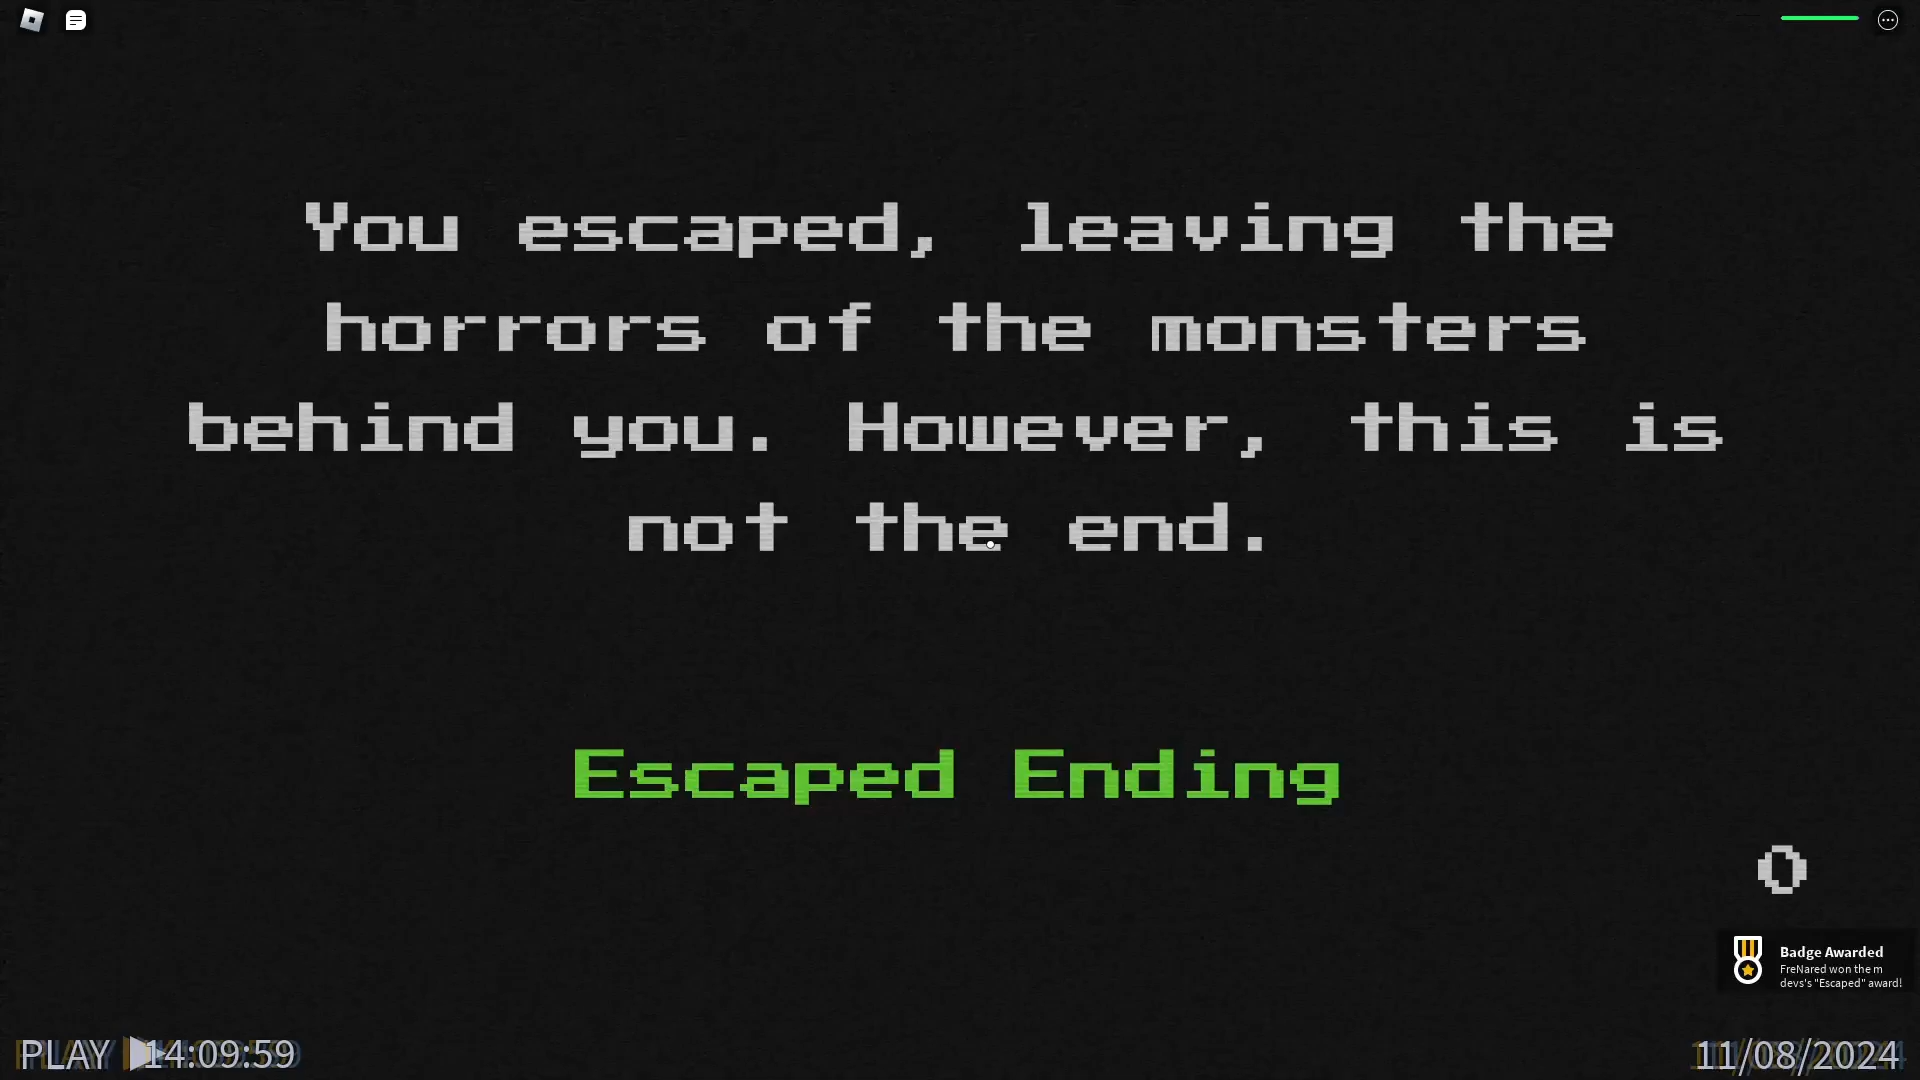 You escaped, leaving the
horrors of the monsters
behind you. However, this is
not the end.
Escaped Ending
0
Badge Awarded
FreNared won the m
devs's "Escaped" award!
PLAY 14:09:59
11/08/2024